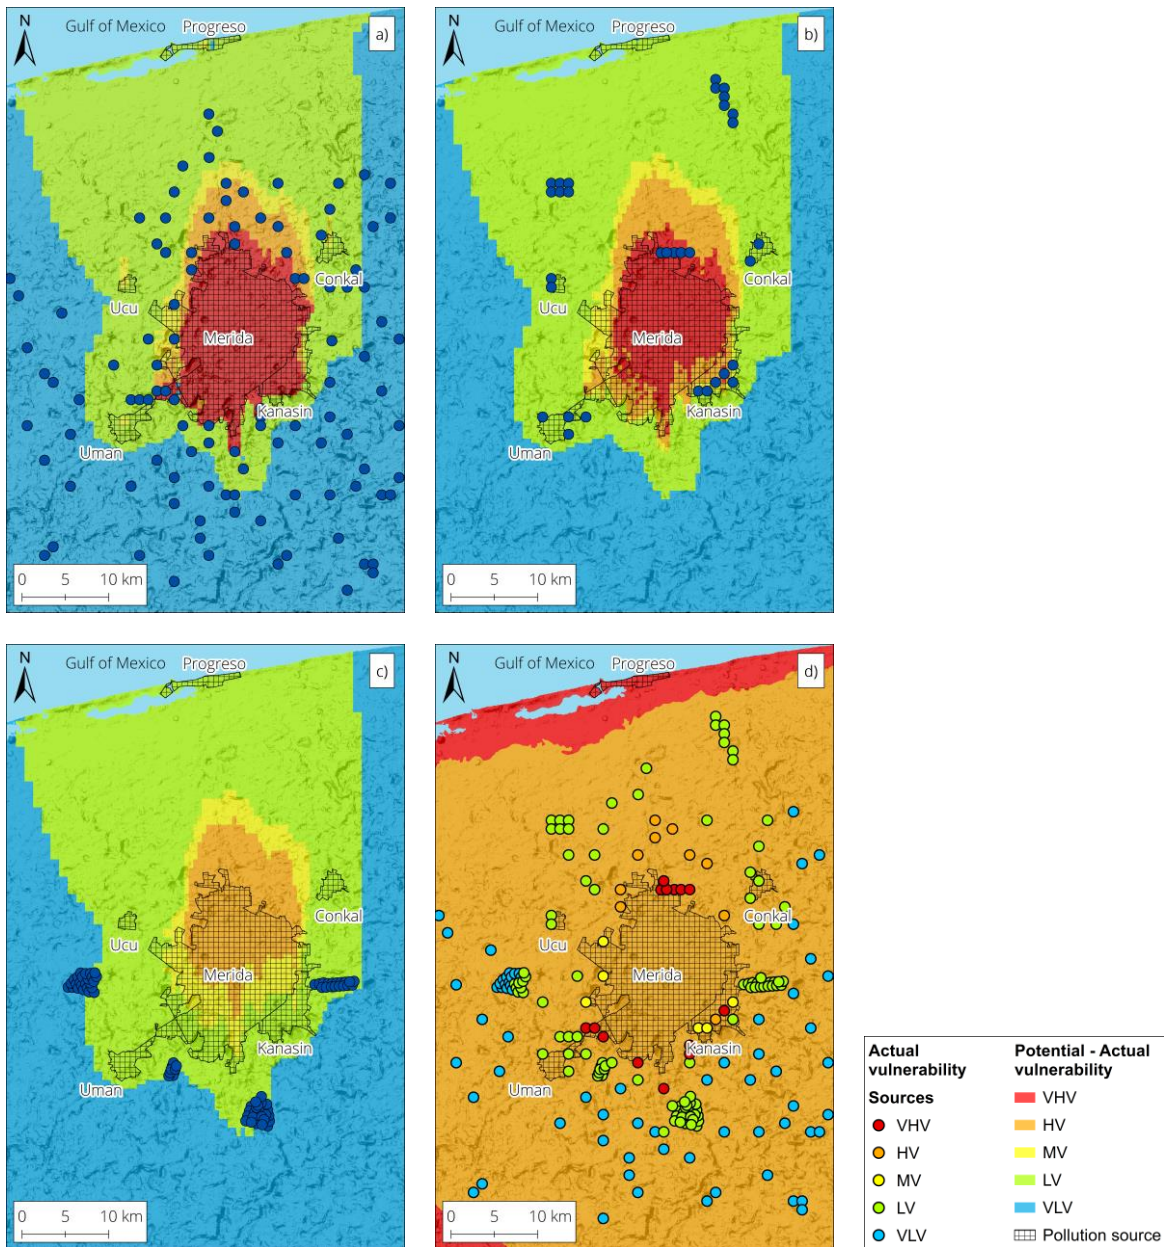 N
Gulf of Mexico
Progreso
a)
Conkal
Ucu
Merida
Kanasin
Uman
0 5 10 km
N
Gulf of Mexico
Progreso
b)
Conkal
Ucu
Merida
Kanasin
Uman
0 5 10 km
N
Gulf of Mexico
Progreso
c)
Conkal
Ucu
Merida
Kanasin
Uman
0 5 10 km
N
Gulf of Mexico
Progreso
d)
Conkal
Ucu
Merida
Kanasin
Uman
0 5 10 km
Actual
vulnerability
Sources
VHV
HV
MV
LV
VLV
Potential - Actual
vulnerability
VHV
HV
MV
LV
VLV
Pollution source